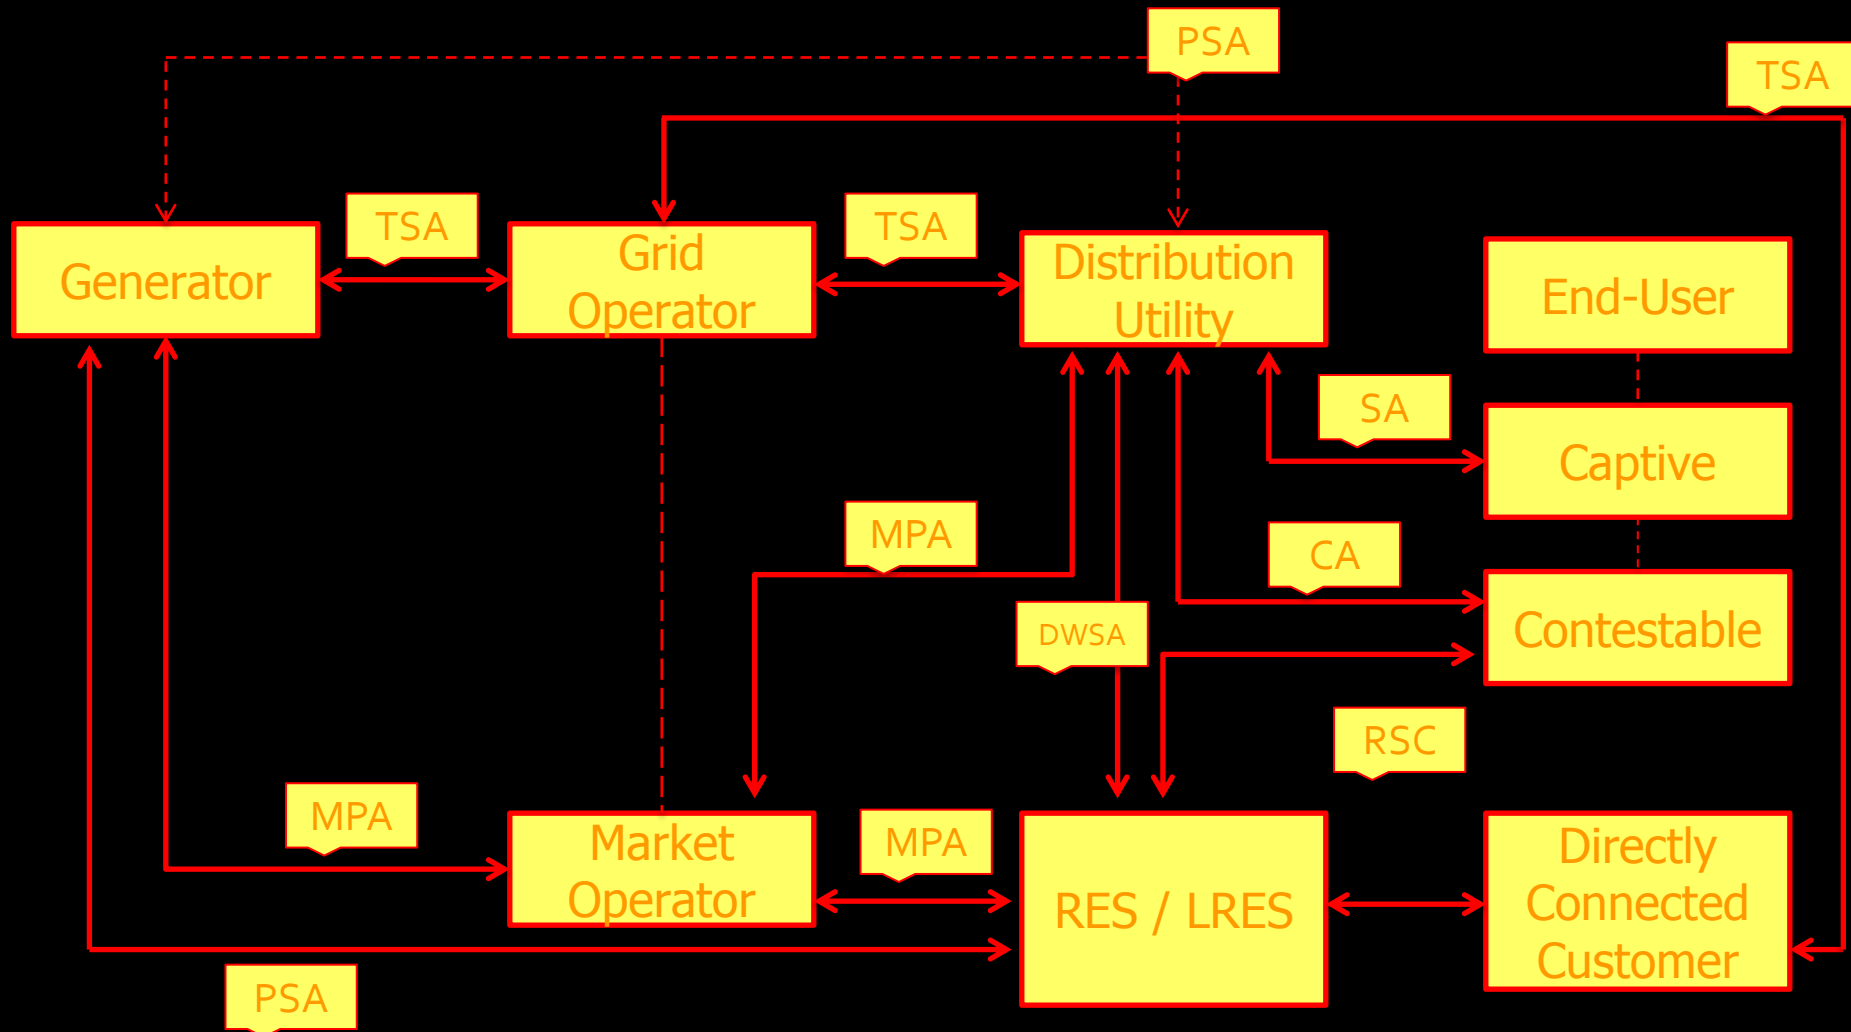 PSA
TSA
TSA
TSA
Generator
Grid
Operator
Distribution
Utility
End-User
SA
Captive
MPA
CA
DWSA
Contestable
RSC
MPA
MPA
Market
Operator
RES / LRES
Directly
Connected
Customer
PSA